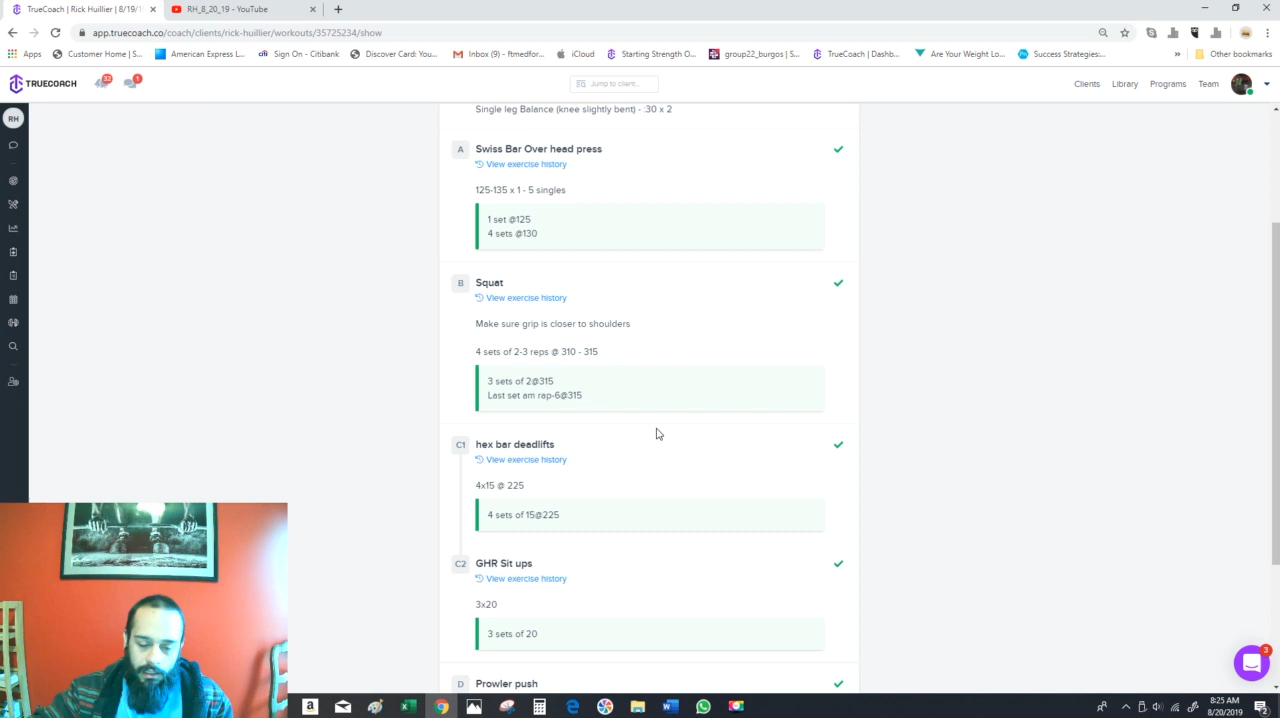 TrueCoach | Rick Huillier | 8/19/1
RH_8_20_19 - YouTube
app.truecoach.co/coach/clients/rick-huillier/workouts/35725234/show
Apps
Customer Home | S...
American Express L...
citi
Sign On - Citibank
Discover Card: You...
Inbox (9) - ftmedfor...
iCloud
Starting Strength O...
group22_burgos | S...
TrueCoach | Dashb...
Are Your Weight Lo...
Success Strategies:...
»
Other bookmarks
TRUECOACH
32
1
Jump to client...
Clients
Library
Programs
Team
RH
Single leg Balance (knee slightly bent) - :30 x 2
A
Swiss Bar Over head press
View exercise history
125-135 x 1 - 5 singles
1 set @125
4 sets @130
B
Squat
View exercise history
Make sure grip is closer to shoulders
4 sets of 2-3 reps @ 310 - 315
3 sets of 2@315
Last set am rap-6@315
C1
hex bar deadlifts
View exercise history
4x15 @ 225
4 sets of 15@225
C2
GHR Sit ups
View exercise history
3x20
3 sets of 20
D
Prowler push
3
8:25 AM
8/20/2019
2